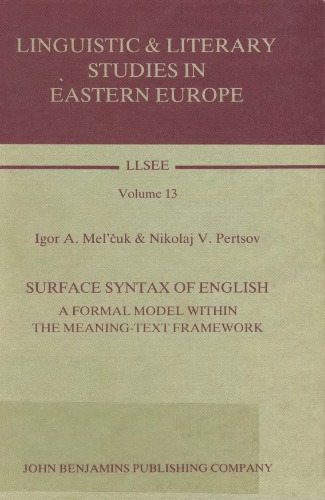 LINGUISTIC & LITERARY
STUDIES IN
EASTERN EUROPE
LLSEE
Volume 13
Igor A. Mel'čuk & Nikolaj V. Pertsov
SURFACE SYNTAX OF ENGLISH
A FORMAL MODEL WITHIN
THE MEANING-TEXT FRAMEWORK
JOHN BENJAMINS PUBLISHING COMPANY